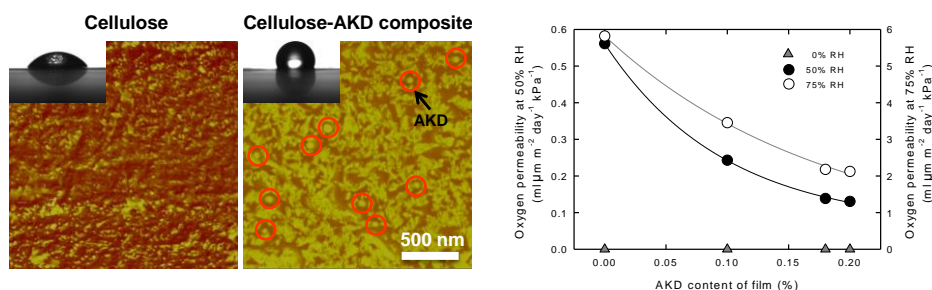 Cellulose
Cellulose-AKD composite
AKD
500 nm
Oxygen permeability at 50% RH
(ml µm m⁻² day⁻¹ kPa⁻¹)
0.6
0.5
0.4
0.3
0.2
0.1
0.0
0% RH
50% RH
75% RH
6
5
4
3
2
1
0
Oxygen permeability at 75% RH
(ml µm m⁻² day⁻¹ kPa⁻¹)
0.00 0.05 0.10 0.15 0.20
AKD content of film (%)